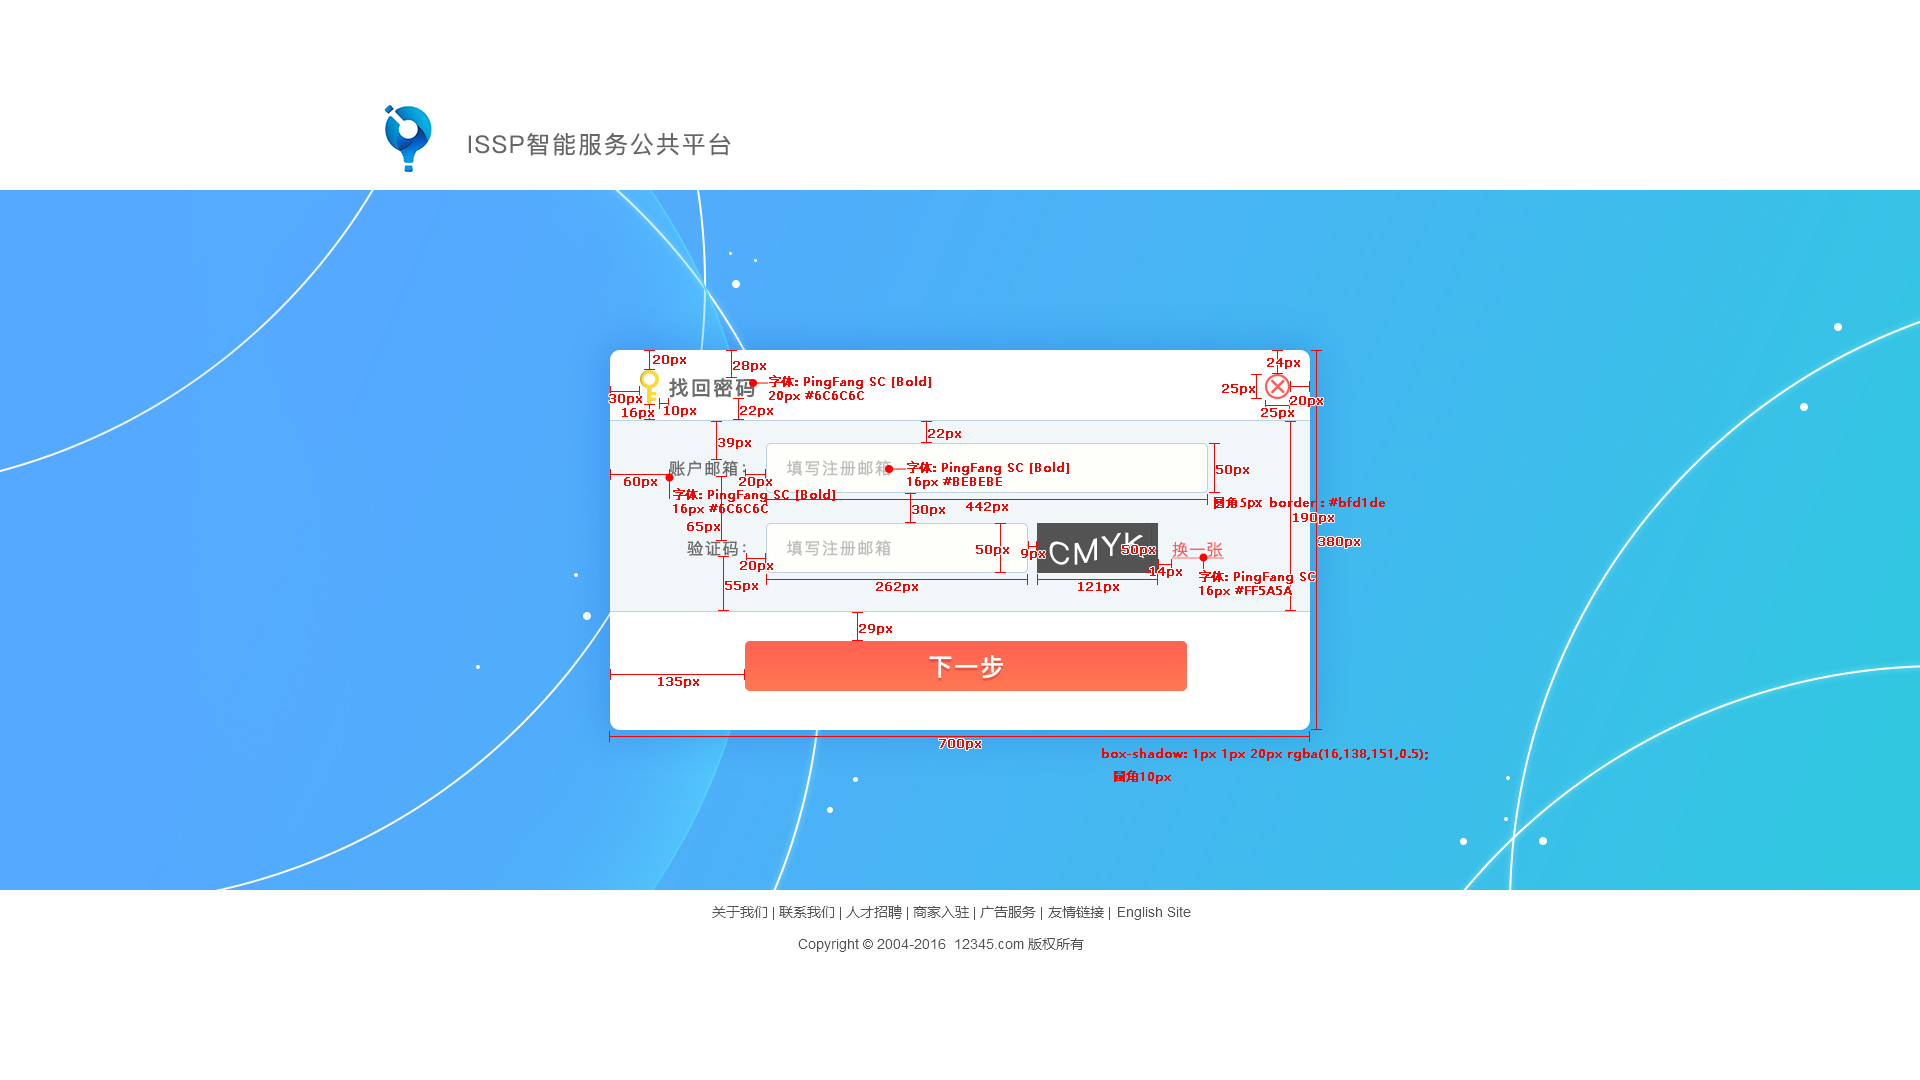 ISSP智能服务公共平台
20px
28px
24px
找回密码
字体: PingFang SC [Bold]
20px #6C6C6C
25px
30px
20px
16px
10px
22px
25px
39px
22px
账户邮箱:
填写注册邮箱
字体: PingFang SC [Bold]
16px #BEBEBE
50px
60px
20px
字体: PingFang SC [Bold]
16px #6C6C6C
442px
30px
圆角5px border : #bfd1de
190px
65px
380px
验证码:
填写注册邮箱
50px
9px
CMYK
50px
换一张
20px
14px
55px
262px
121px
字体: PingFang SC
16px #FF5A5A
29px
下一步
135px
700px
box-shadow: 1px 1px 20px rgba(16,138,151,0.5);
圆角10px
关于我们 | 联系我们 | 人才招聘 | 商家入驻 | 广告服务 | 友情链接 | English Site
Copyright © 2004-2016 12345.com 版权所有